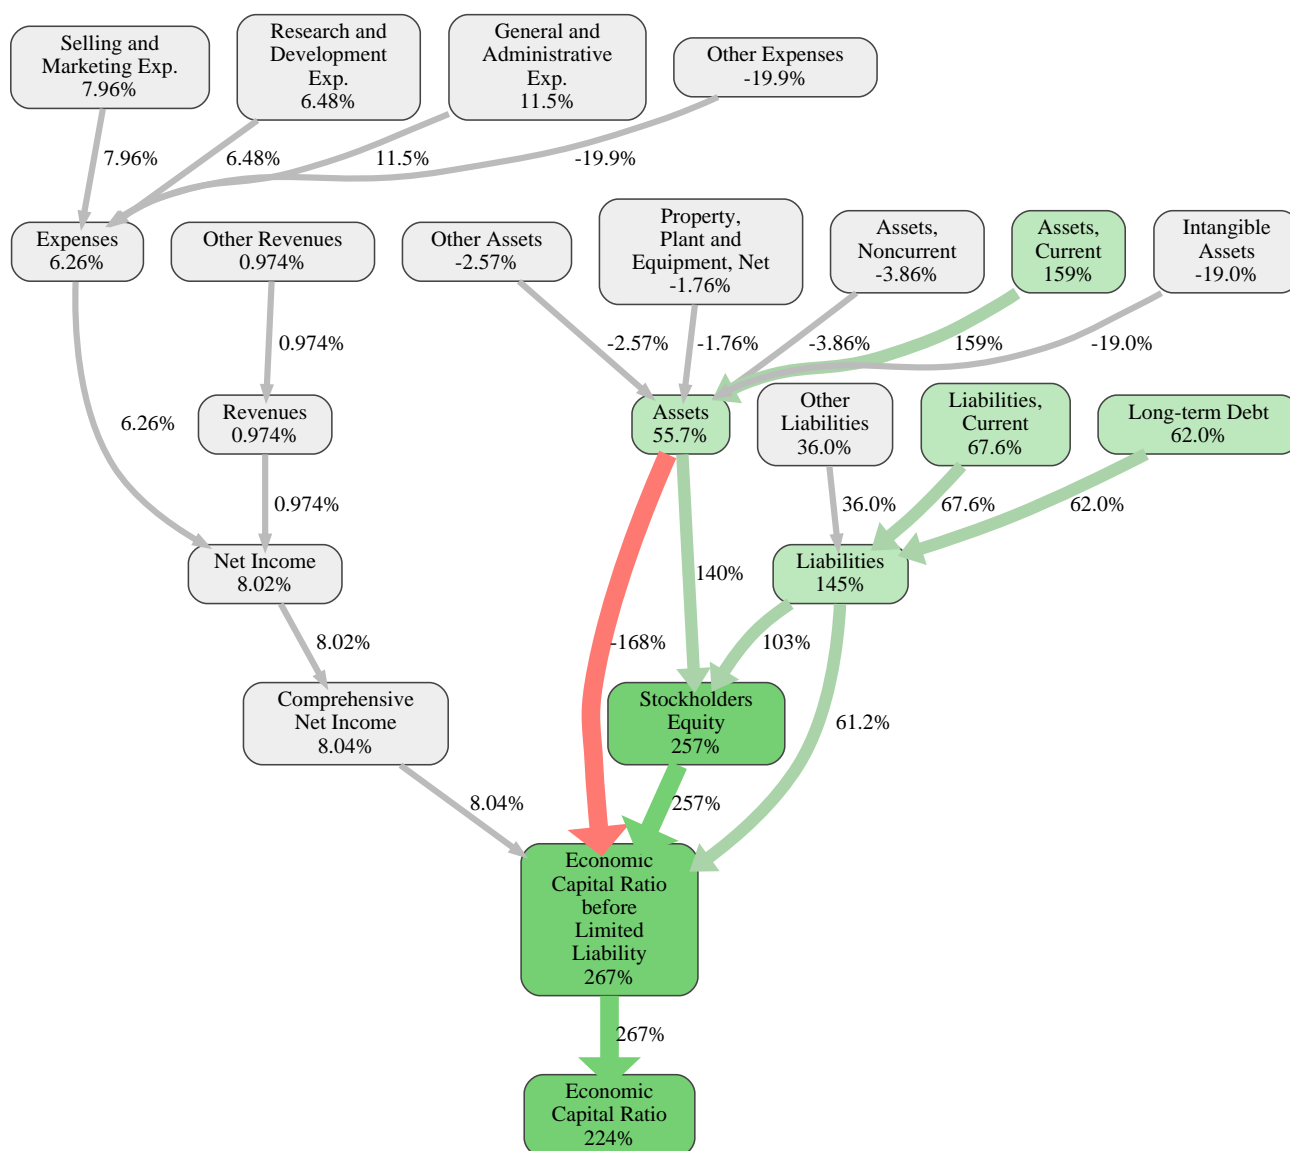 Selling and
Marketing Exp.
7.96%
Research and
Development
Exp.
6.48%
General and
Administrative
Exp.
11.5%
Other Expenses
-19.9%
7.96%
6.48%
11.5%
-19.9%
Expenses
6.26%
Other Revenues
0.974%
Other Assets
-2.57%
Property,
Plant and
Equipment, Net
-1.76%
Assets,
Noncurrent
-3.86%
Assets,
Current
159%
Intangible
Assets
-19.0%
0.974%
-2.57%
-1.76%
-3.86%
159%
-19.0%
6.26%
Revenues
0.974%
Assets
55.7%
Other
Liabilities
36.0%
Liabilities,
Current
67.6%
Long-term Debt
62.0%
0.974%
36.0%
67.6%
62.0%
Net Income
8.02%
Liabilities
145%
140%
8.02%
-168%
103%
Comprehensive
Net Income
8.04%
Stockholders
Equity
257%
61.2%
8.04%
257%
Economic
Capital Ratio
before
Limited
Liability
267%
267%
Economic
Capital Ratio
224%